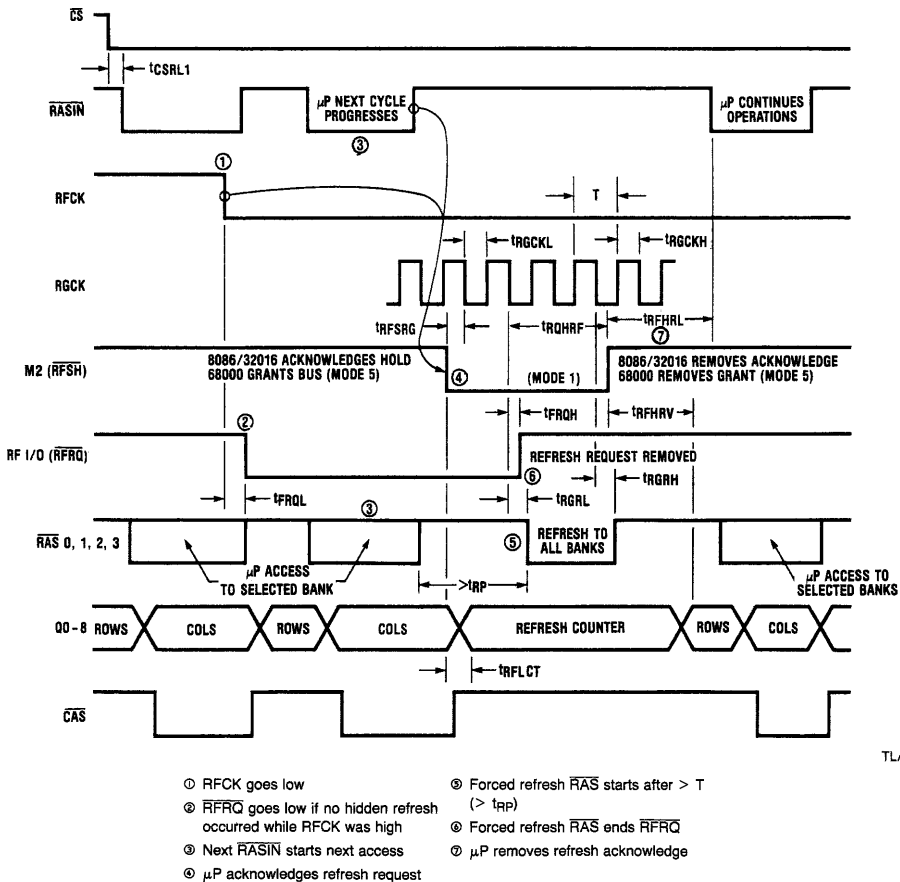 CS
tCSRL1
RASIN
μP NEXT CYCLE
PROGRESSES
③
μP CONTINUES
OPERATIONS
①
RFCK
T
tRGCKL
tRGCKH
RGCK
tRFSRG
tRQHRF
tRFHRL
⑦
M2 (RFSH)
8086/32016 ACKNOWLEDGES HOLD
68000 GRANTS BUS (MODE 5)
④
(MODE 1)
8086/32016 REMOVES ACKNOWLEDGE
68000 REMOVES GRANT (MODE 5)
tFRQH
tRFHRV
②
RF I/O (RFRQ)
REFRESH REQUEST REMOVED
⑥
tFRQL
tRGRL
tRGRH
③
RAS 0, 1, 2, 3
⑤
REFRESH TO
ALL BANKS
μP ACCESS
TO SELECTED BANK
>tRP
μP ACCESS TO
SELECTED BANKS
Q0-8 ROWS COLS ROWS COLS REFRESH COUNTER ROWS COLS
tRFLCT
CAS
TL/
① RFCK goes low
② RFRQ goes low if no hidden refresh
occurred while RFCK was high
③ Next RASIN starts next access
④ μP acknowledges refresh request
⑤ Forced refresh RAS starts after > T
(> tRP)
⑥ Forced refresh RAS ends RFRQ
⑦ μP removes refresh acknowledge